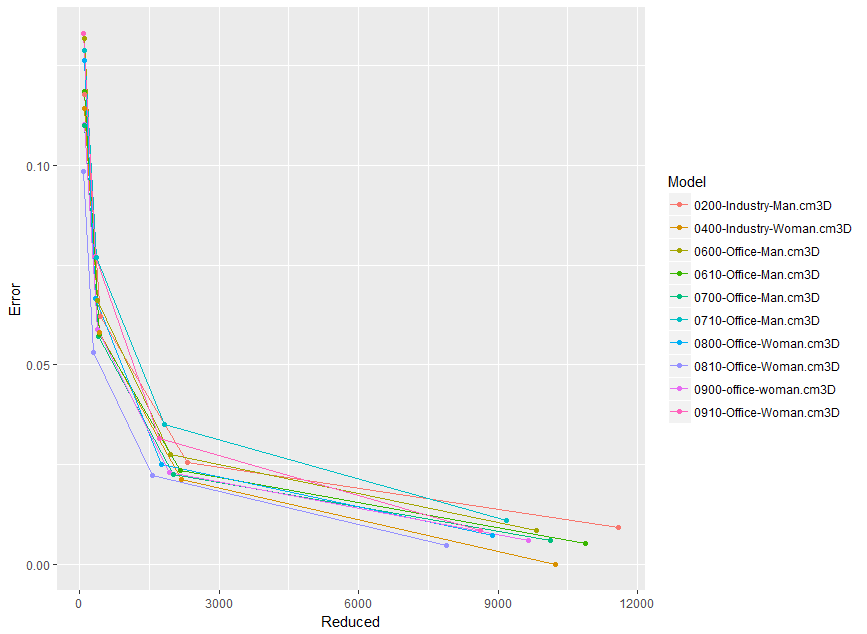 0.10
0.05
0.00
Error
0 3000 6000 9000 12000
Reduced
Model
0200-Industry-Man.cm3D
0400-Industry-Woman.cm3D
0600-Office-Man.cm3D
0610-Office-Man.cm3D
0700-Office-Man.cm3D
0710-Office-Man.cm3D
0800-Office-Woman.cm3D
0810-Office-Woman.cm3D
0900-office-woman.cm3D
0910-Office-Woman.cm3D